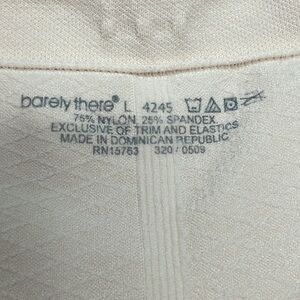 barely there® L 4245
75% NYLON, 25% SPANDEX.
EXCLUSIVE OF TRIM AND ELASTICS
MADE IN DOMINICAN REPUBLIC
RN15763 320 / 0509